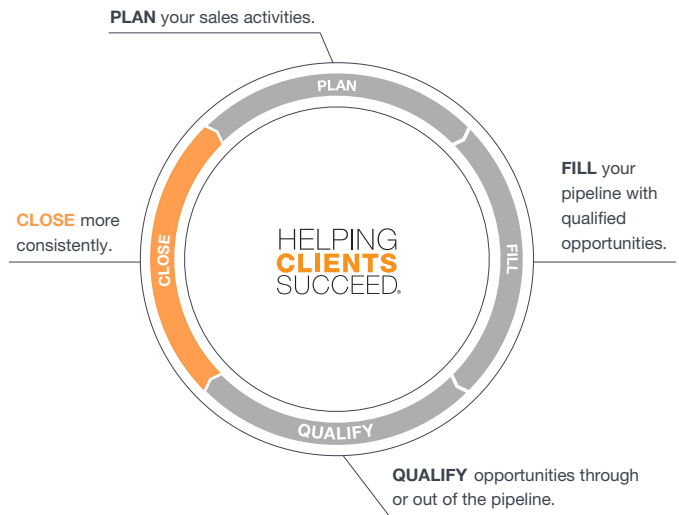 PLAN your sales activities.
PLAN
FILL your
pipeline with
qualified
opportunities.
FILL
CLOSE more
consistently.
CLOSE
HELPING
CLIENTS
SUCCEED®
QUALIFY
QUALIFY opportunities through
or out of the pipeline.